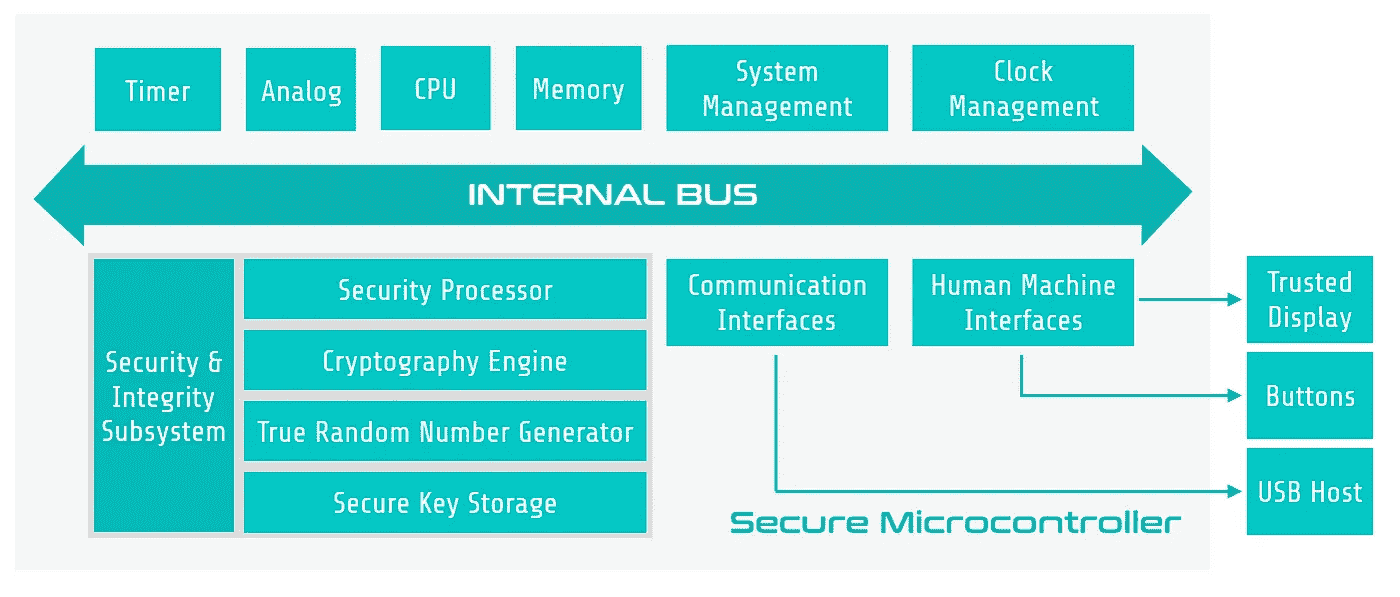 Timer
Analog
CPU
Memory
System
Management
Clock
Management
INTERNAL BUS
Security &
Integrity
Subsystem
Security Processor
Cryptography Engine
True Random Number Generator
Secure Key Storage
Communication
Interfaces
Human Machine
Interfaces
Trusted
Display
Buttons
USB Host
Secure Microcontroller